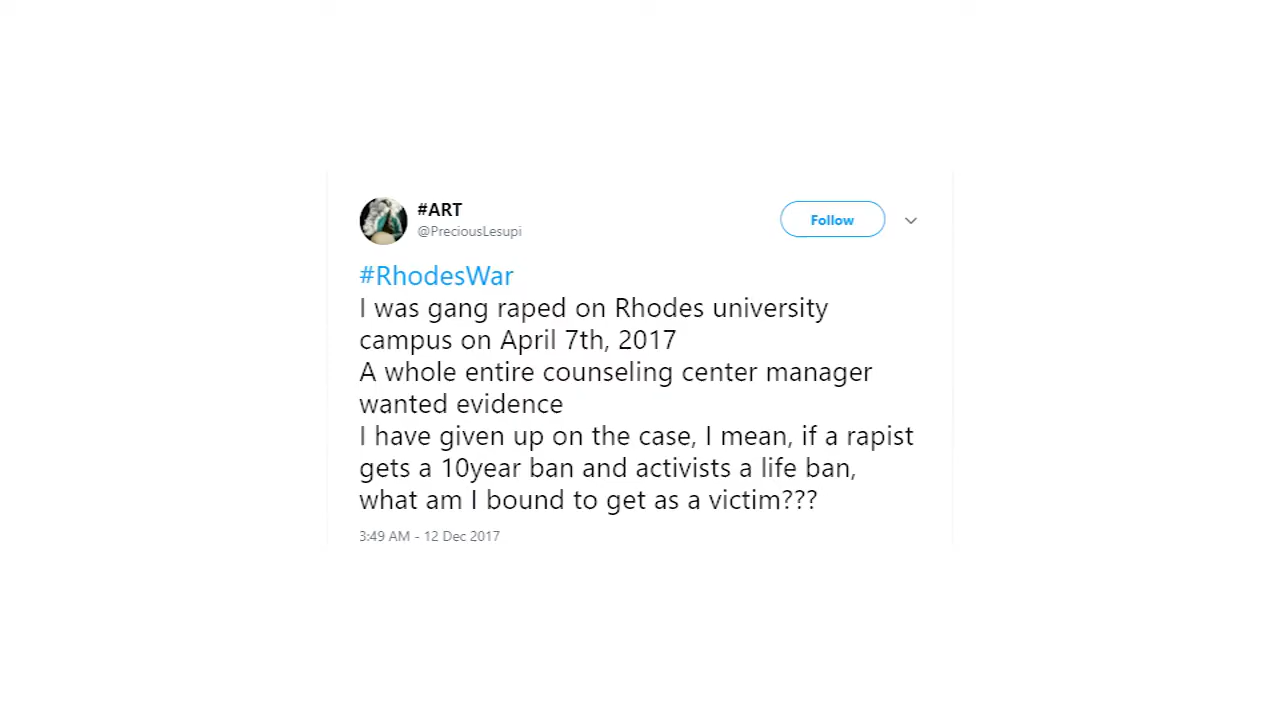 #ART
@PreciousLesupi
Follow
#RhodesWar
I was gang raped on Rhodes university
campus on April 7th, 2017
A whole entire counseling center manager
wanted evidence
I have given up on the case, I mean, if a rapist
gets a 10year ban and activists a life ban,
what am I bound to get as a victim???
3:49 AM - 12 Dec 2017